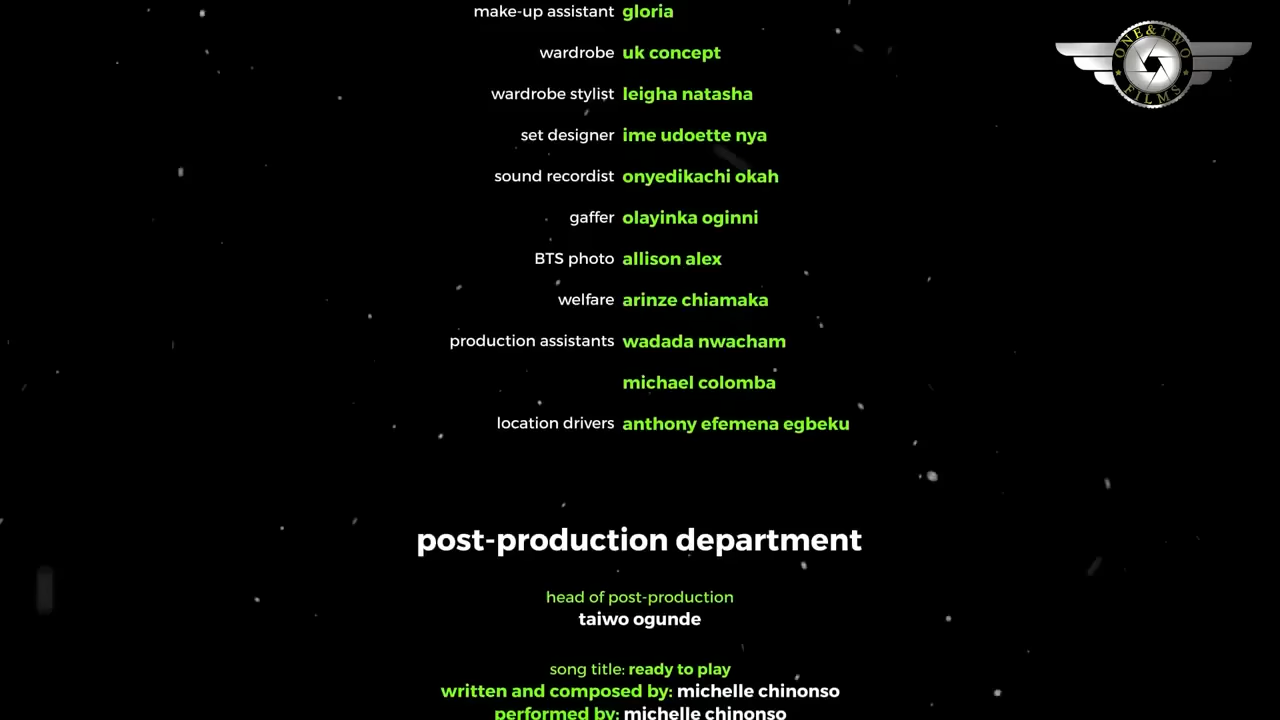 make-up assistant gloria
ONE&TWO
FILMS
wardrobe uk concept
wardrobe stylist leigha natasha
set designer ime udoette nya
sound recordist onyedikachi okah
gaffer olayinka oginni
BTS photo allison alex
welfare arinze chiamaka
production assistants wadada nwacham
michael colomba
location drivers anthony efemena egbeku
post-production department
head of post-production
taiwo ogunde
song title: ready to play
written and composed by: michelle chinonso
performed by: michelle chinonso